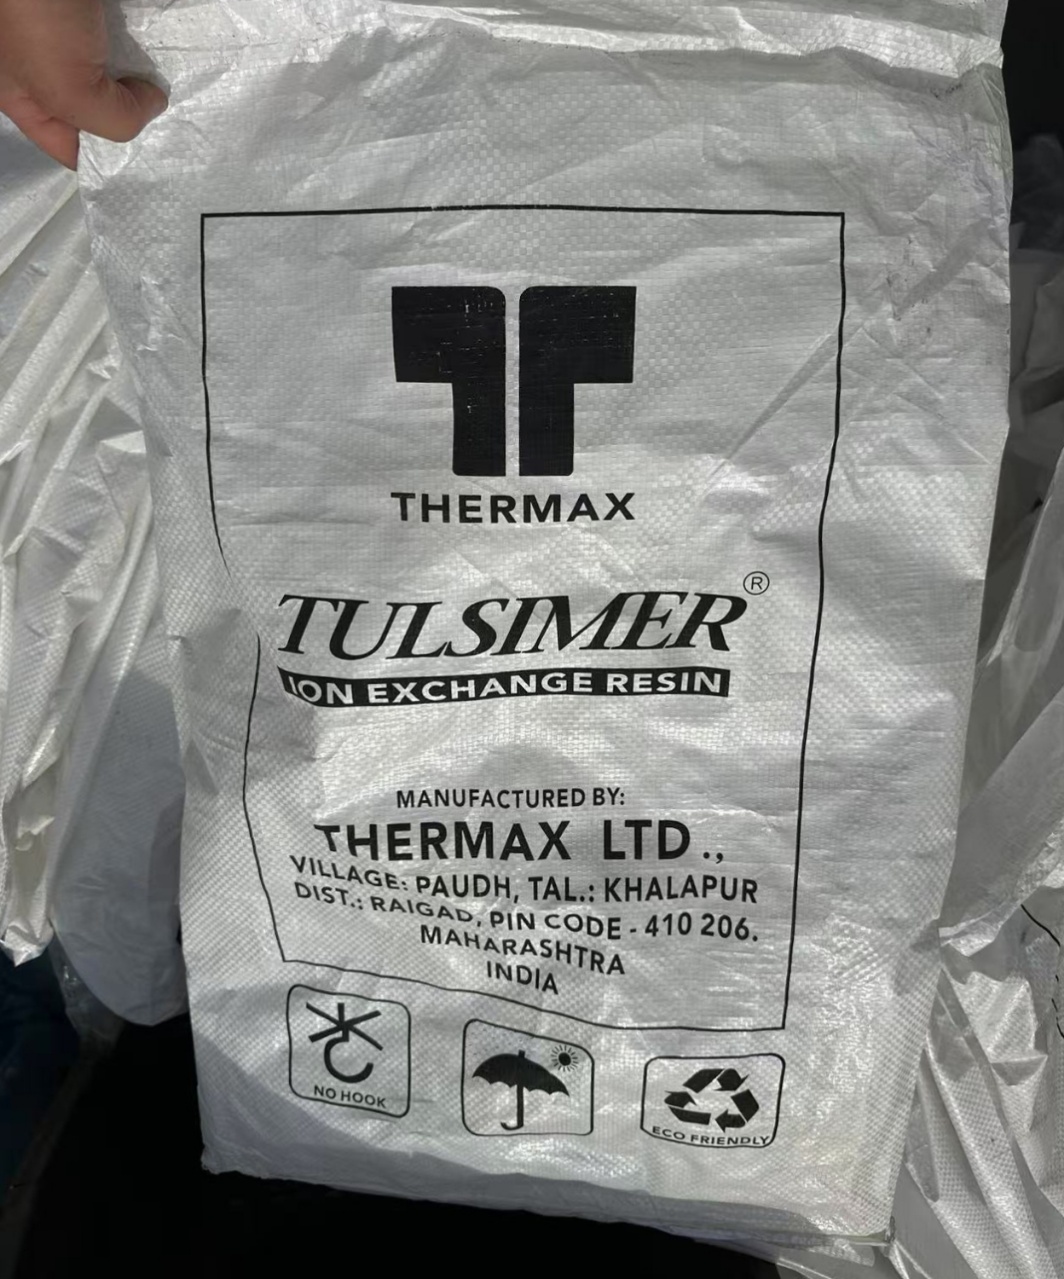 THERMAX
TULSIMER®
ION EXCHANGE RESIN
MANUFACTURED BY:
THERMAX LTD.,
VILLAGE: PAUDH, TAL.: KHALAPUR
DIST.: RAIGAD, PIN CODE - 410 206.
MAHARASHTRA
INDIA
NO HOOK
ECO FRIENDLY